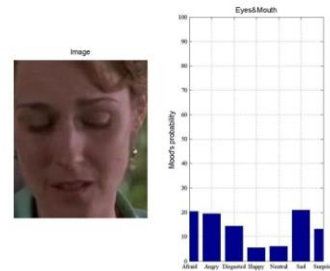 Eyes&Mouth
Image
Mood's probability
100
90
80
70
60
50
40
30
20
10
0
Afraid Angry Disgusted Happy Neutral Sad Surpris